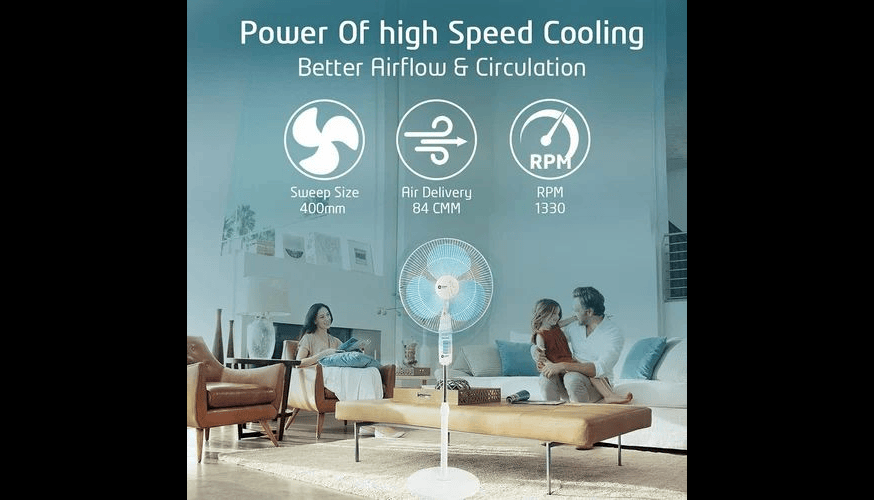 Power Of high Speed Cooling
Better Airflow & Circulation
RPM
Sweep Size
400mm
Air Delivery
84 CMM
RPM
1330